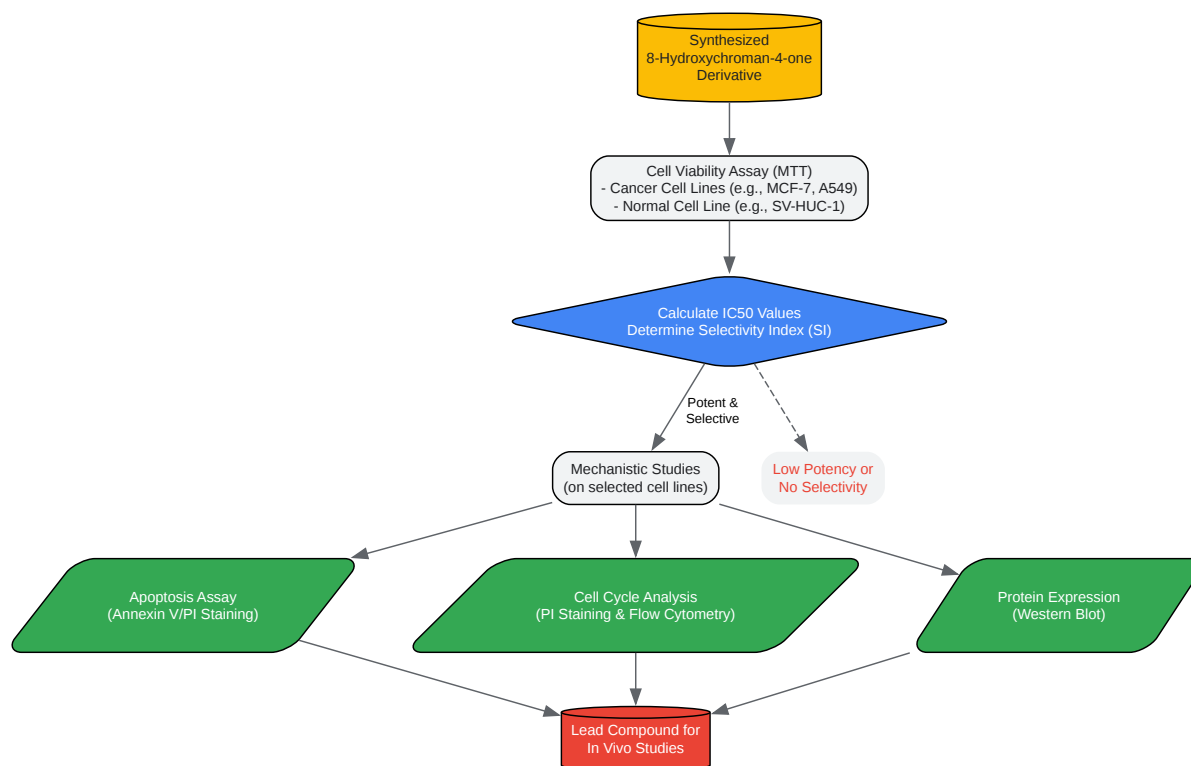 Synthesized
8-Hydroxychroman-4-one
Derivative
Cell Viability Assay (MTT)
- Cancer Cell Lines (e.g., MCF-7, A549)
- Normal Cell Line (e.g., SV-HUC-1)
Calculate IC50 Values
Determine Selectivity Index (SI)
Potent &
Selective
Mechanistic Studies
(on selected cell lines)
Low Potency or
No Selectivity
Apoptosis Assay
(Annexin V/PI Staining)
Cell Cycle Analysis
(PI Staining & Flow Cytometry)
Protein Expression
(Western Blot)
Lead Compound for
In Vivo Studies